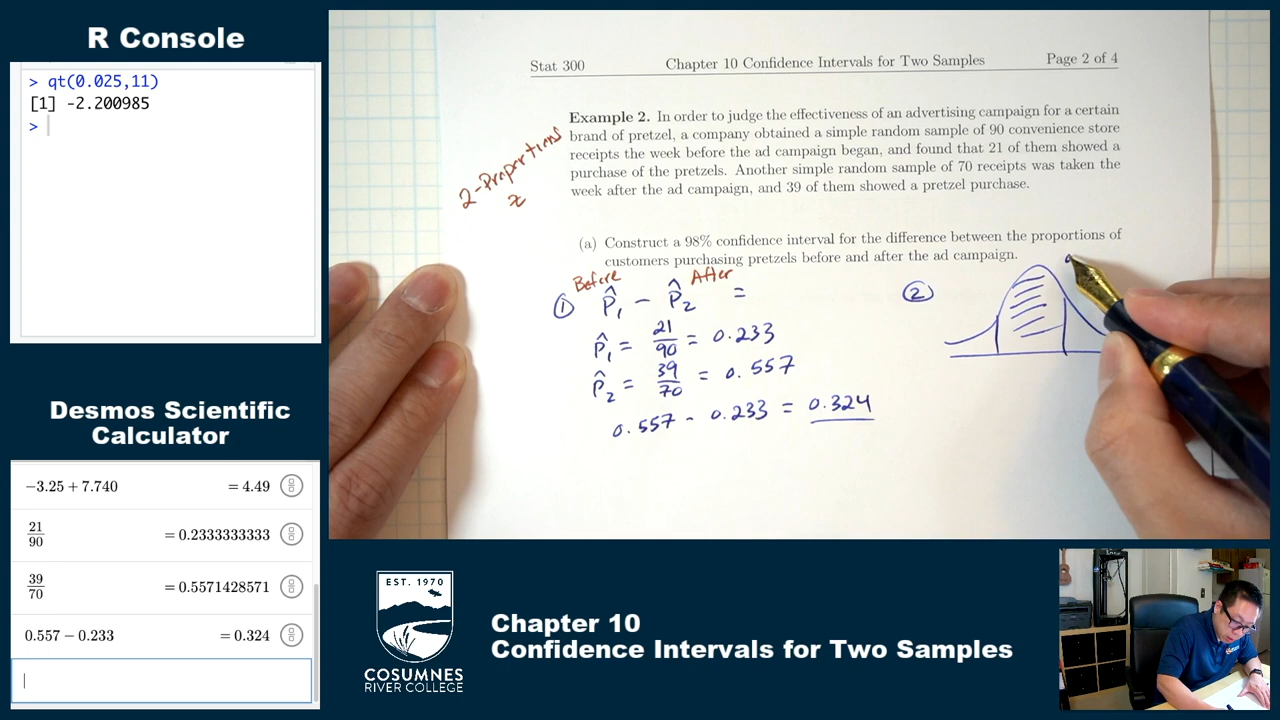 R Console
> qt(0.025,11)
[1] -2.200985
>
Desmos Scientific
Calculator
−3.25 + 7.740 = 4.49
21/90 = 0.2333333333
39/70 = 0.5571428571
0.557 − 0.233 = 0.324
Stat 300 Chapter 10 Confidence Intervals for Two Samples Page 2 of 4
2-Proportions
z
Example 2. In order to judge the effectiveness of an advertising campaign for a certain
brand of pretzel, a company obtained a simple random sample of 90 convenience store
receipts the week before the ad campaign began, and found that 21 of them showed a
purchase of the pretzels. Another simple random sample of 70 receipts was taken the
week after the ad campaign, and 39 of them showed a pretzel purchase.
(a) Construct a 98% confidence interval for the difference between the proportions of
customers purchasing pretzels before and after the ad campaign.
Before After
① p̂₁ − p̂₂ =
p̂₁ = 21/90 = 0.233
p̂₂ = 39/70 = 0.557
0.557 - 0.233 = 0.324
②
EST. 1970
COSUMNES
RIVER COLLEGE
Chapter 10
Confidence Intervals for Two Samples